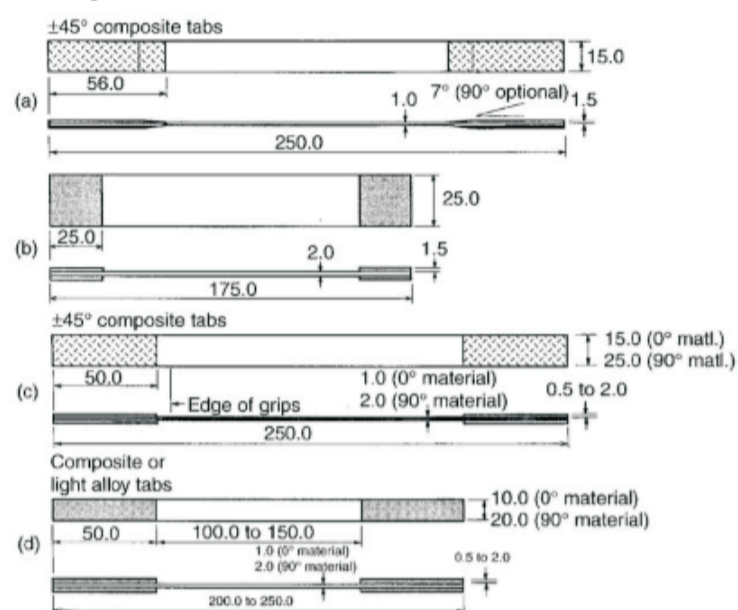 ±45° composite tabs
15.0
56.0
(a)
1.0
7° (90° optional)
1.5
250.0
25.0
25.0
(b)
2.0
1.5
175.0
±45° composite tabs
15.0 (0° matl.)
25.0 (90° matl.)
50.0
1.0 (0° material)
(c)
Edge of grips
2.0 (90° material)
0.5 to 2.0
250.0
Composite or
light alloy tabs
10.0 (0° material)
20.0 (90° material)
50.0
100.0 to 150.0
(d)
1.0 (0° material)
2.0 (90° material)
0.5 to 2.0
200.0 to 250.0